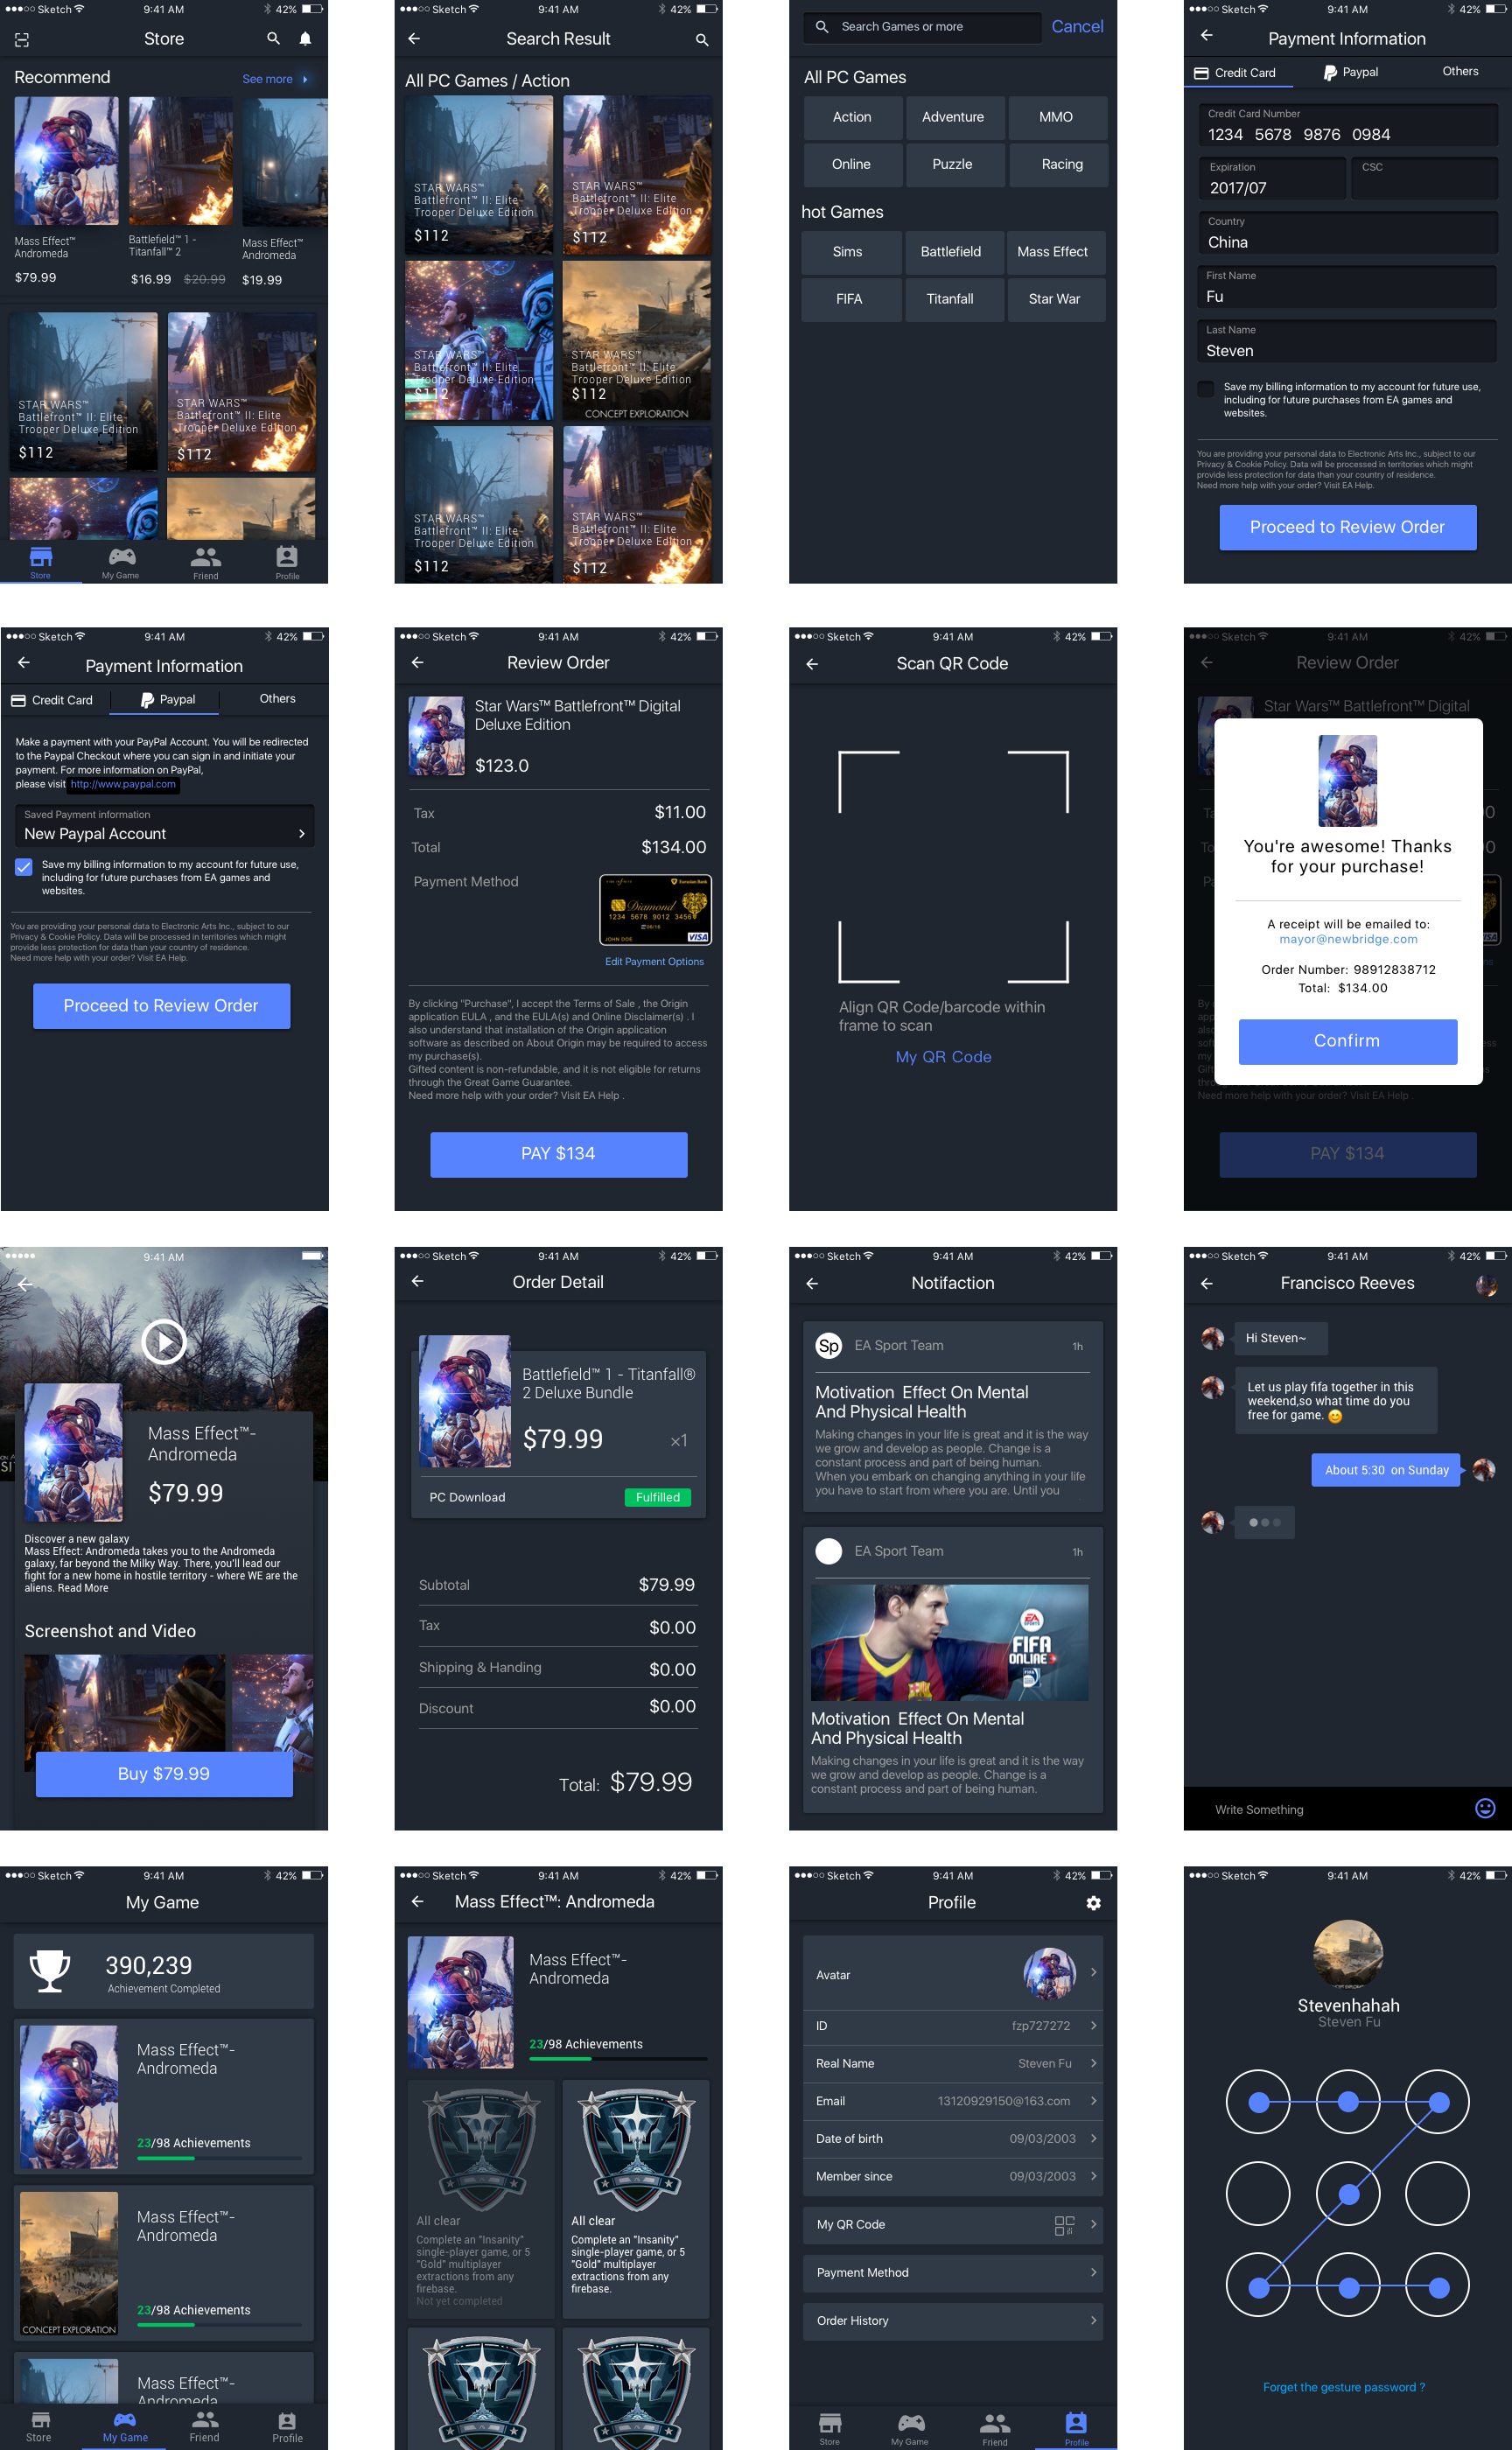 Sketch 9:41 AM 42%
Store
Recommend See more
Mass Effect™
Andromeda
$79.99
Battlefield™ 1 -
Titanfall™ 2
$16.99 $20.99
Mass Effect™
Andromeda
$19.99
STAR WARS™
Battlefront™ II: Elite
Trooper Deluxe Edition
$112
STAR WARS™
Battlefront™ II: Elite
Trooper Deluxe Edition
$112
Store My Game Friend Profile
Sketch 9:41 AM 42%
Search Result
All PC Games / Action
STAR WARS™
Battlefront™ II: Elite
Trooper Deluxe Edition
$112
STAR WARS™
Battlefront™ II: Elite
Trooper Deluxe Edition
$112
STAR WARS™
Battlefront™ II: Elite
Trooper Deluxe Edition
$112
STAR WARS™
Battlefront™ II: Elite
Trooper Deluxe Edition
$112
CONCEPT EXPLORATION
STAR WARS™
Battlefront™ II: Elite
Trooper Deluxe Edition
$112
STAR WARS™
Battlefront™ II: Elite
Trooper Deluxe Edition
$112
Search Games or more Cancel
All PC Games
Action Adventure MMO
Online Puzzle Racing
hot Games
Sims Battlefield Mass Effect
FIFA Titanfall Star War
Sketch 9:41 AM 42%
Payment Information
Credit Card Paypal Others
Credit Card Number
1234 5678 9876 0984
Expiration CSC
2017/07
Country
China
First Name
Fu
Last Name
Steven
Save my billing information to my account for future use,
including for future purchases from EA games and
websites.
You are providing your personal data to Electronic Arts Inc., subject to our
Privacy & Cookie Policy. Data will be processed in territories which might
provide less protection for data than your country of residence.
Need more help with your order? Visit EA Help.
Proceed to Review Order
Sketch 9:41 AM 42%
Payment Information
Credit Card Paypal Others
Make a payment with your PayPal Account. You will be redirected
to the Paypal Checkout where you can sign in and initiate your
payment. For more information on PayPal,
please visit http://www.paypal.com
Saved Payment information
New Paypal Account
Save my billing information to my account for future use,
including for future purchases from EA games and
websites.
You are providing your personal data to Electronic Arts Inc., subject to our
Privacy & Cookie Policy. Data will be processed in territories which might
provide less protection for data than your country of residence.
Need more help with your order? Visit EA Help.
Proceed to Review Order
Sketch 9:41 AM 42%
Review Order
Star Wars™ Battlefront™ Digital
Deluxe Edition
$123.0
Tax $11.00
Total $134.00
Payment Method
Eurasian Bank
Diamond
1234 5678 9012 3456
JOHN DOE
VISA
Edit Payment Options
By clicking "Purchase", I accept the Terms of Sale , the Origin
application EULA , and the EULA(s) and Online Disclaimer(s) . I
also understand that installation of the Origin application
software as described on About Origin may be required to access
my purchase(s).
Gifted content is non-refundable, and it is not eligible for returns
through the Great Game Guarantee.
Need more help with your order? Visit EA Help .
PAY $134
Sketch 9:41 AM 42%
Scan QR Code
Align QR Code/barcode within
frame to scan
My QR Code
Sketch 9:41 AM 42%
Review Order
Star Wars™ Battlefront™ Digital
You're awesome! Thanks
for your purchase!
A receipt will be emailed to:
mayor@newbridge.com
Order Number: 98912838712
Total: $134.00
Confirm
Need more help with your order? Visit EA Help .
PAY $134
9:41 AM
Mass Effect™-
Andromeda
$79.99
Discover a new galaxy
Mass Effect: Andromeda takes you to the Andromeda
galaxy, far beyond the Milky Way. There, you'll lead our
fight for a new home in hostile territory - where WE are the
aliens. Read More
Screenshot and Video
Buy $79.99
Sketch 9:41 AM 42%
Order Detail
Battlefield™ 1 - Titanfall®
2 Deluxe Bundle
$79.99 ×1
PC Download Fulfilled
Subtotal $79.99
Tax $0.00
Shipping & Handing $0.00
Discount $0.00
Total: $79.99
Sketch 9:41 AM 42%
Notifaction
Sp EA Sport Team 1h
Motivation Effect On Mental
And Physical Health
Making changes in your life is great and it is the way
we grow and develop as people. Change is a
constant process and part of being human.
When you embark on changing anything in your life
you have to start from where you are. Until you
EA Sport Team 1h
EA SPORTS
FIFA
ONLINE 3
Motivation Effect On Mental
And Physical Health
Making changes in your life is great and it is the way
we grow and develop as people. Change is a
constant process and part of being human.
Sketch 9:41 AM 42%
Francisco Reeves
Hi Steven~
Let us play fifa together in this
weekend,so what time do you
free for game. 😊
About 5:30 on Sunday
Write Something
Sketch 9:41 AM 42%
My Game
390,239
Achievement Completed
Mass Effect™-
Andromeda
23/98 Achievements
Mass Effect™-
Andromeda
23/98 Achievements
CONCEPT EXPLORATION
Mass Effect™-
Andromeda
Store My Game Friend Profile
Sketch 9:41 AM 42%
Mass Effect™: Andromeda
Mass Effect™-
Andromeda
23/98 Achievements
All clear
Complete an "Insanity"
single-player game, or 5
"Gold" multiplayer
extractions from any
firebase.
Not yet completed
All clear
Complete an "Insanity"
single-player game, or 5
"Gold" multiplayer
extractions from any
firebase.
Sketch 9:41 AM 42%
Profile
Avatar
ID fzp727272
Real Name Steven Fu
Email 13120929150@163.com
Date of birth 09/03/2003
Member since 09/03/2003
My QR Code
Payment Method
Order History
Store My Game Friend Profile
Sketch 9:41 AM 42%
Stevenhahah
Steven Fu
Forget the gesture password ?